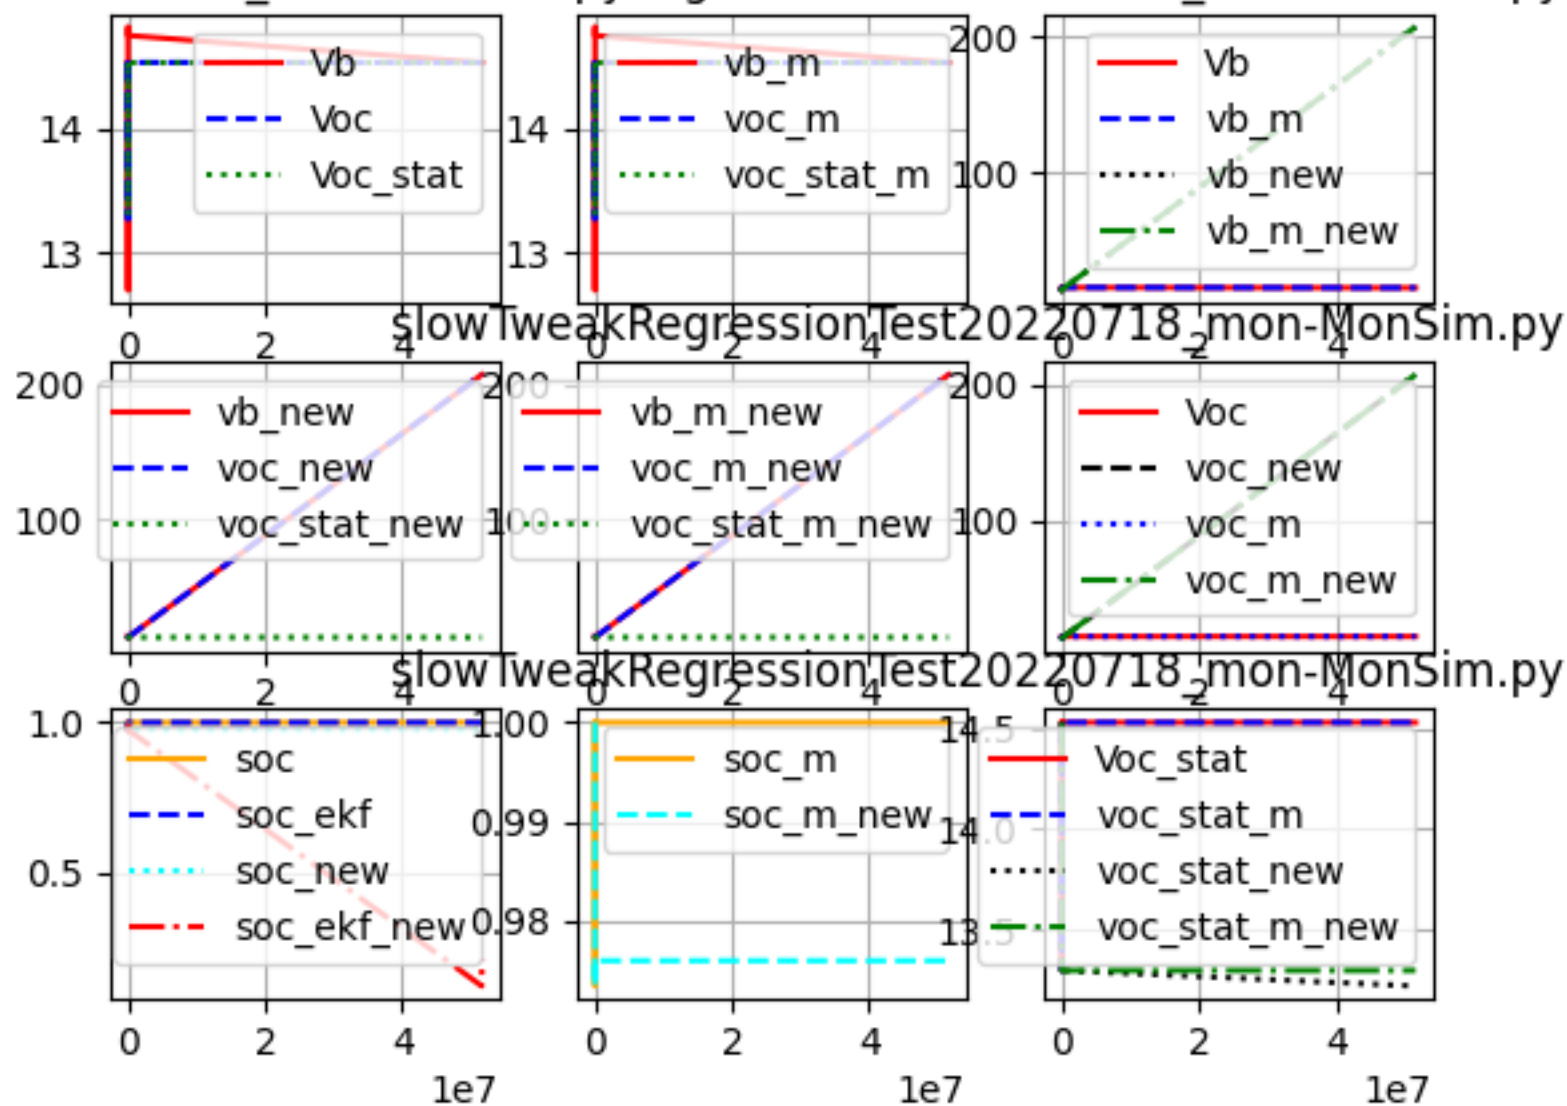 14
13
Vb
Voc
Voc_stat
14
13
vb_m
voc_m
voc_stat_m
200
100
Vb
vb_m
vb_new
vb_m_new
0 2 4
0 2 4
0 2 4
slowTweakRegressionTest20220718_mon-MonSim.py
200
100
vb_new
voc_new
voc_stat_new
200
100
vb_m_new
voc_m_new
voc_stat_m_new
200
100
Voc
voc_new
voc_m
voc_m_new
0 2 4
0 2 4
0 2 4
slowTweakRegressionTest20220718_mon-MonSim.py
1.0
0.5
soc
soc_ekf
soc_new
soc_ekf_new
1.00
0.99
0.98
soc_m
soc_m_new
14.5
14.0
13.5
Voc_stat
voc_stat_m
voc_stat_new
voc_stat_m_new
0 2 4
1e7
0 2 4
1e7
0 2 4
1e7